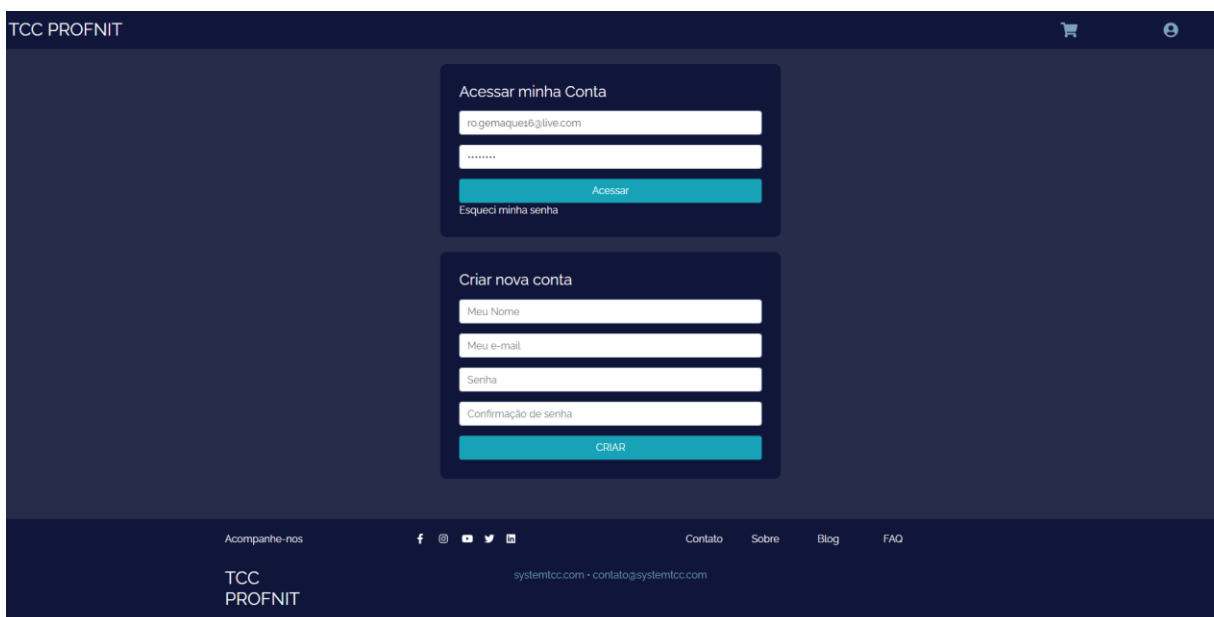 TCC PROFNIT
Acessar minha Conta
ro.gemaque16@live.com
••••••••
Acessar
Esqueci minha senha
Criar nova conta
Meu Nome
Meu e-mail
Senha
Confirmação de senha
CRIAR
Acompanhe-nos
Contato Sobre Blog FAQ
TCC
PROFNIT
systemtcc.com • contato@systemtcc.com